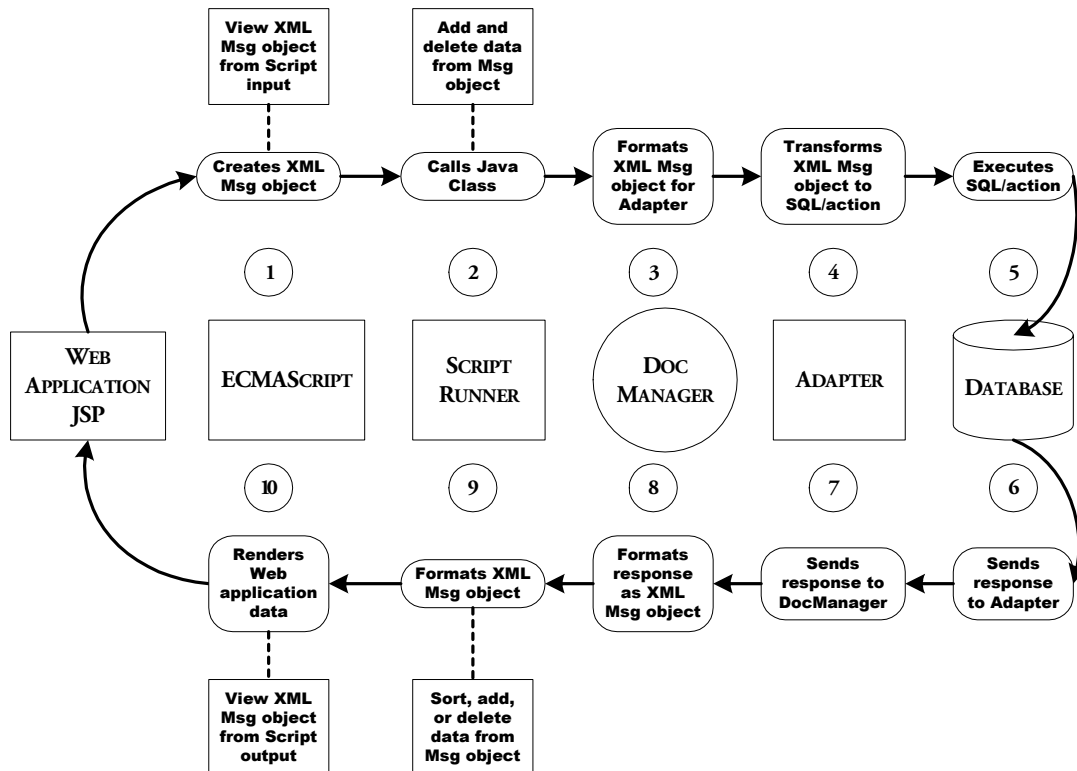 View XML
Msg object
from Script
input
Add and
delete data
from Msg
object
Creates XML
Msg object
Calls Java
Class
Formats
XML Msg
object for
Adapter
Transforms
XML Msg
object to
SQL/action
Executes
SQL/action
1
2
3
4
5
WEB
APPLICATION
JSP
ECMASCRIPT
SCRIPT
RUNNER
DOC
MANAGER
ADAPTER
DATABASE
10
9
8
7
6
Renders
Web
application
data
Formats XML
Msg object
Formats
response
as XML
Msg object
Sends
response to
DocManager
Sends
response
to Adapter
View XML
Msg object
from Script
output
Sort, add,
or delete
data from
Msg object